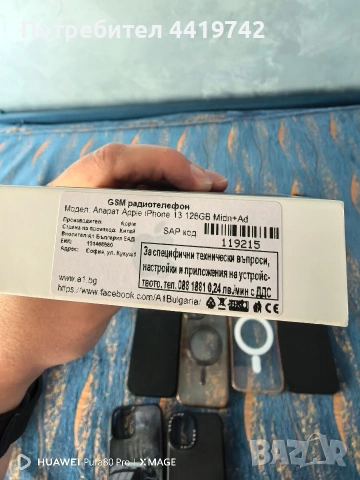 Потребител 4419742
GSM радиотелефон
Модел: Апарат Apple iPhone 13 128GB Midn+Ad
Производител: Apple
Страна на произход: Китай
Вносител: А1 България ЕАД
ЕИК: 131468980
Адрес: София, ул. Кукуш 1
SAP код
119215
За специфични технически въпроси,
настройки и приложения на устройс-
твото, тел. 088 1881 0,24 лв./мин с ДДС
www.a1.bg
https://www.facebook.com/A1Bulgaria/
HUAWEI Pura80 Pro | XMAGE
BAZAR